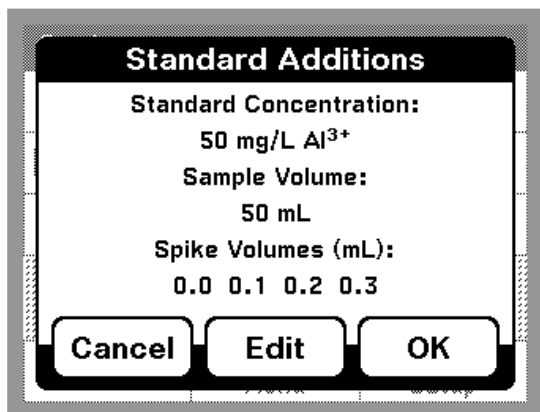 Standard Additions
Standard Concentration:
50 mg/L Al³⁺
Sample Volume:
50 mL
Spike Volumes (mL):
0.0 0.1 0.2 0.3
Cancel Edit OK